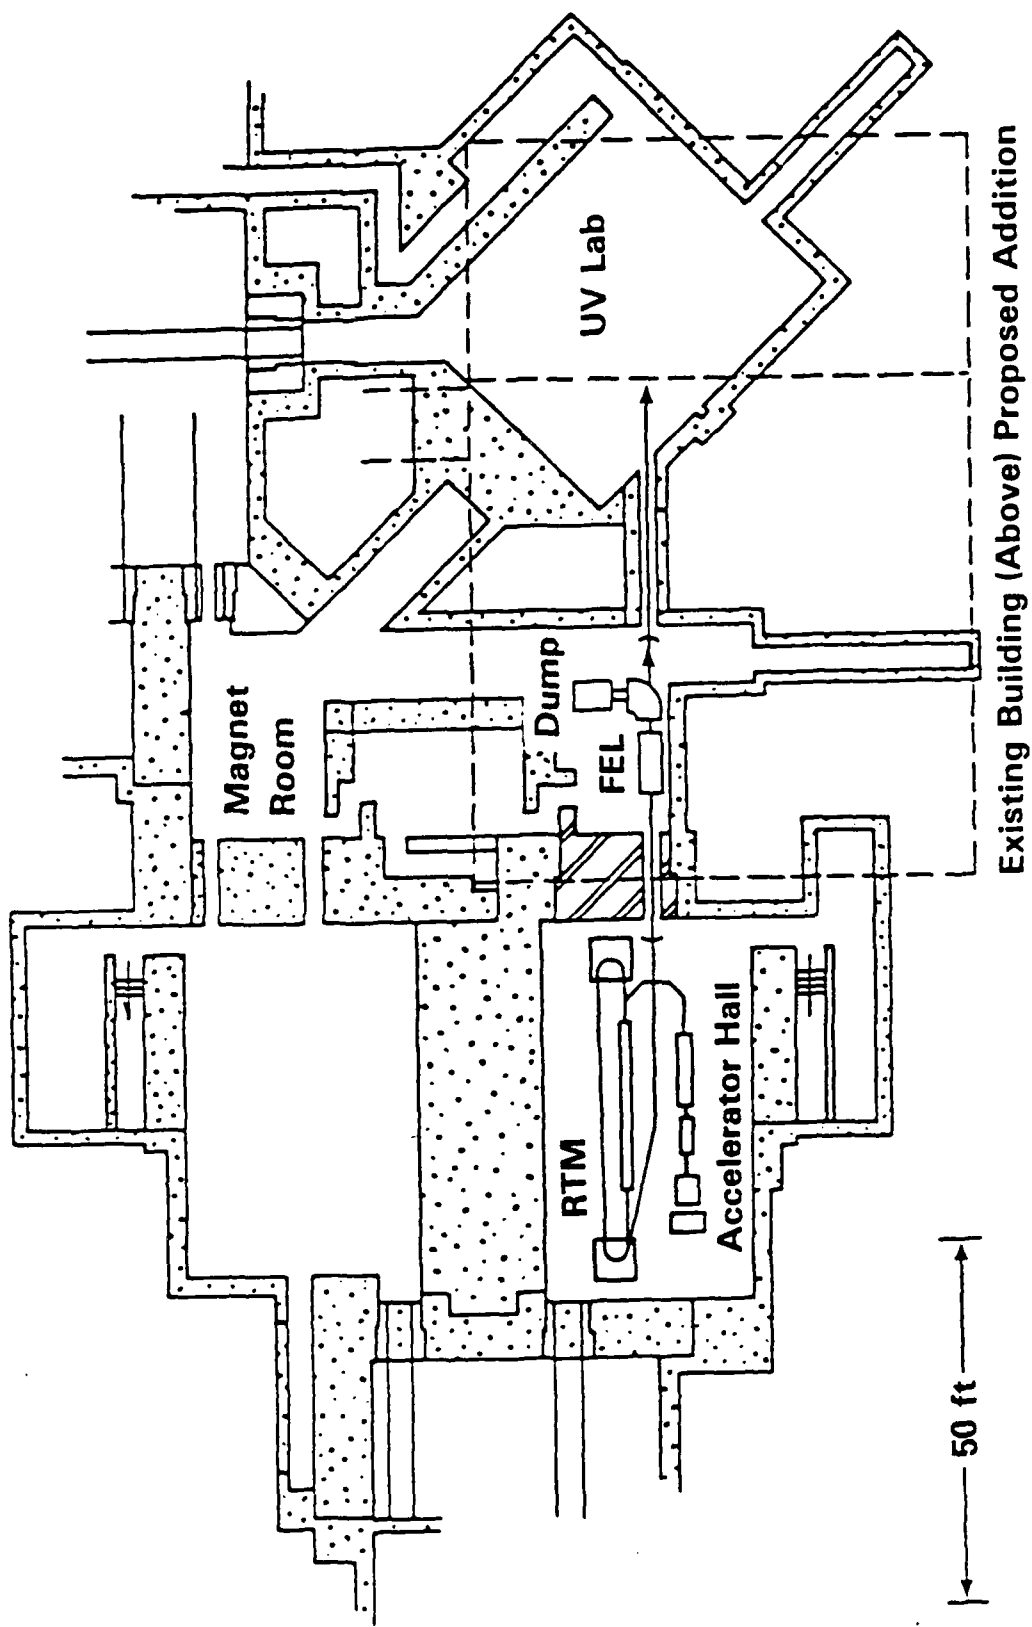 Magnet
Room
UV Lab
Dump
FEL
RTM
Accelerator Hall
50 ft
Existing Building (Above) Proposed Addition